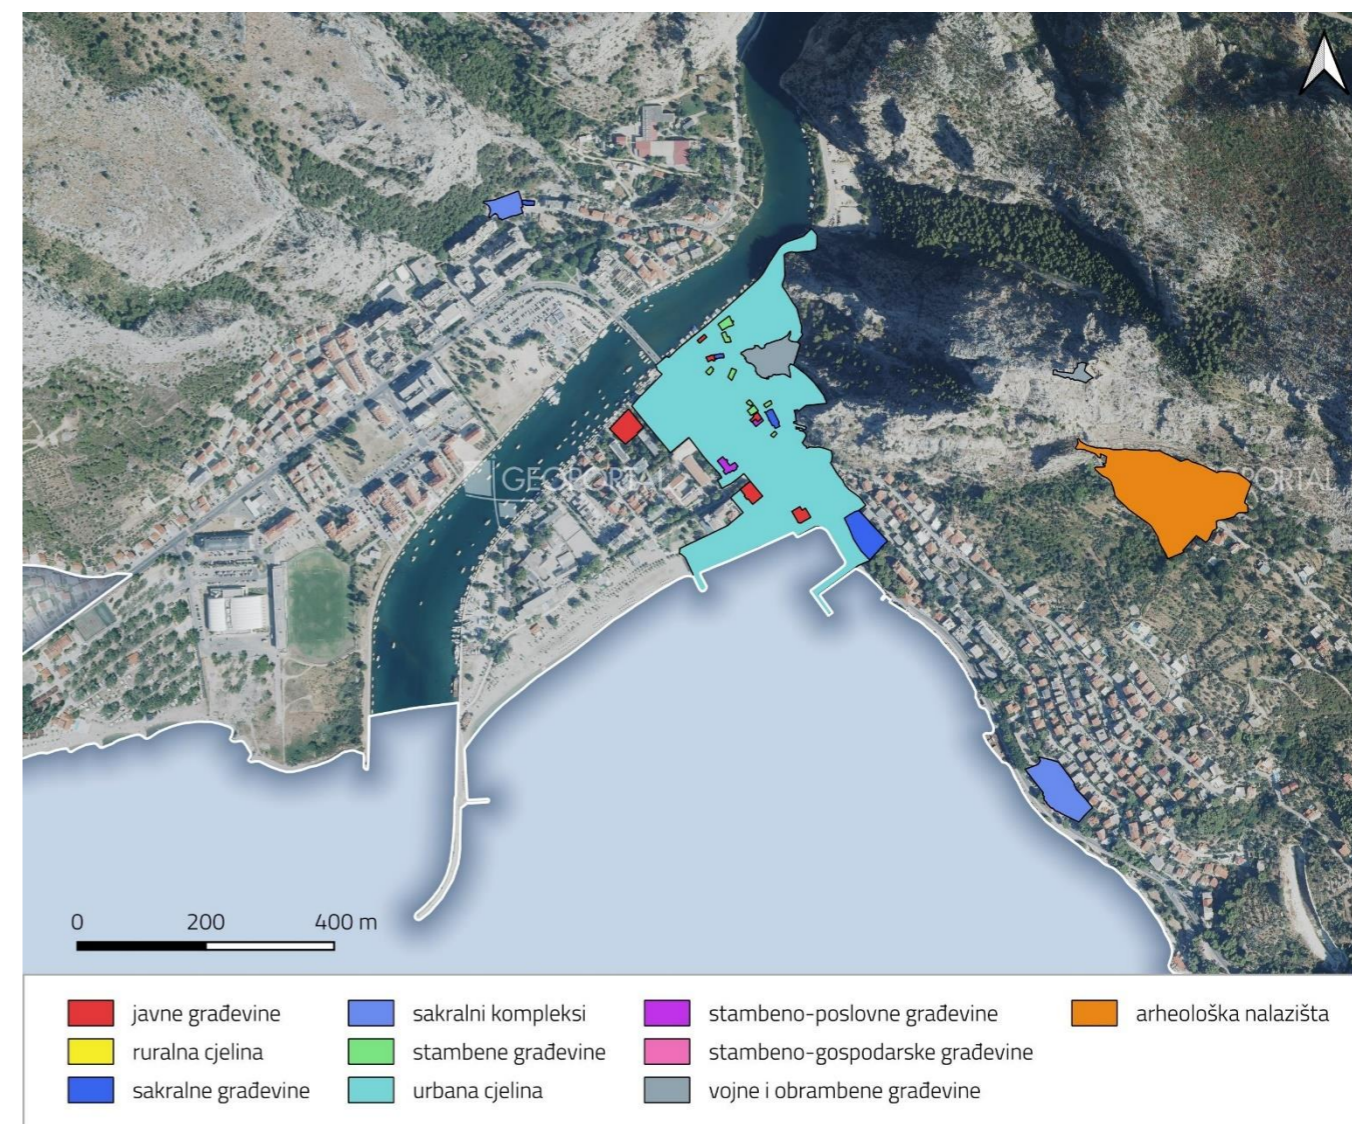 GEOPORTAL
PORTAL
0 200 400 m
javne građevine
ruralna cjelina
sakralne građevine
sakralni kompleksi
stambene građevine
urbana cjelina
stambeno-poslovne građevine
stambeno-gospodarske građevine
vojne i obrambene građevine
arheološka nalazišta